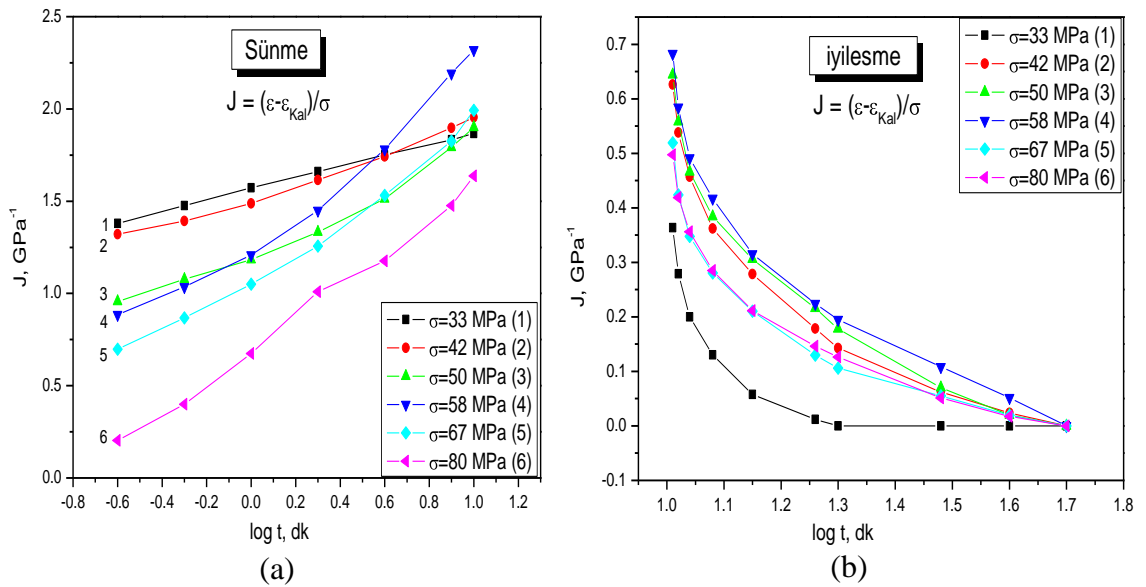 Sünme
J = (ε-ε_Kal)/σ
J, GPa⁻¹
2.5
2.0
1.5
1.0
0.5
0.0
1
2
3
4
5
6
σ=33 MPa (1)
σ=42 MPa (2)
σ=50 MPa (3)
σ=58 MPa (4)
σ=67 MPa (5)
σ=80 MPa (6)
-0.8 -0.6 -0.4 -0.2 0.0 0.2 0.4 0.6 0.8 1.0 1.2
log t, dk
(a)
iyilesme
J = (ε-ε_Kal)/σ
σ=33 MPa (1)
σ=42 MPa (2)
σ=50 MPa (3)
σ=58 MPa (4)
σ=67 MPa (5)
σ=80 MPa (6)
J, GPa⁻¹
0.7
0.6
0.5
0.4
0.3
0.2
0.1
0.0
-0.1
1.0 1.1 1.2 1.3 1.4 1.5 1.6 1.7 1.8
log t, dk
(b)